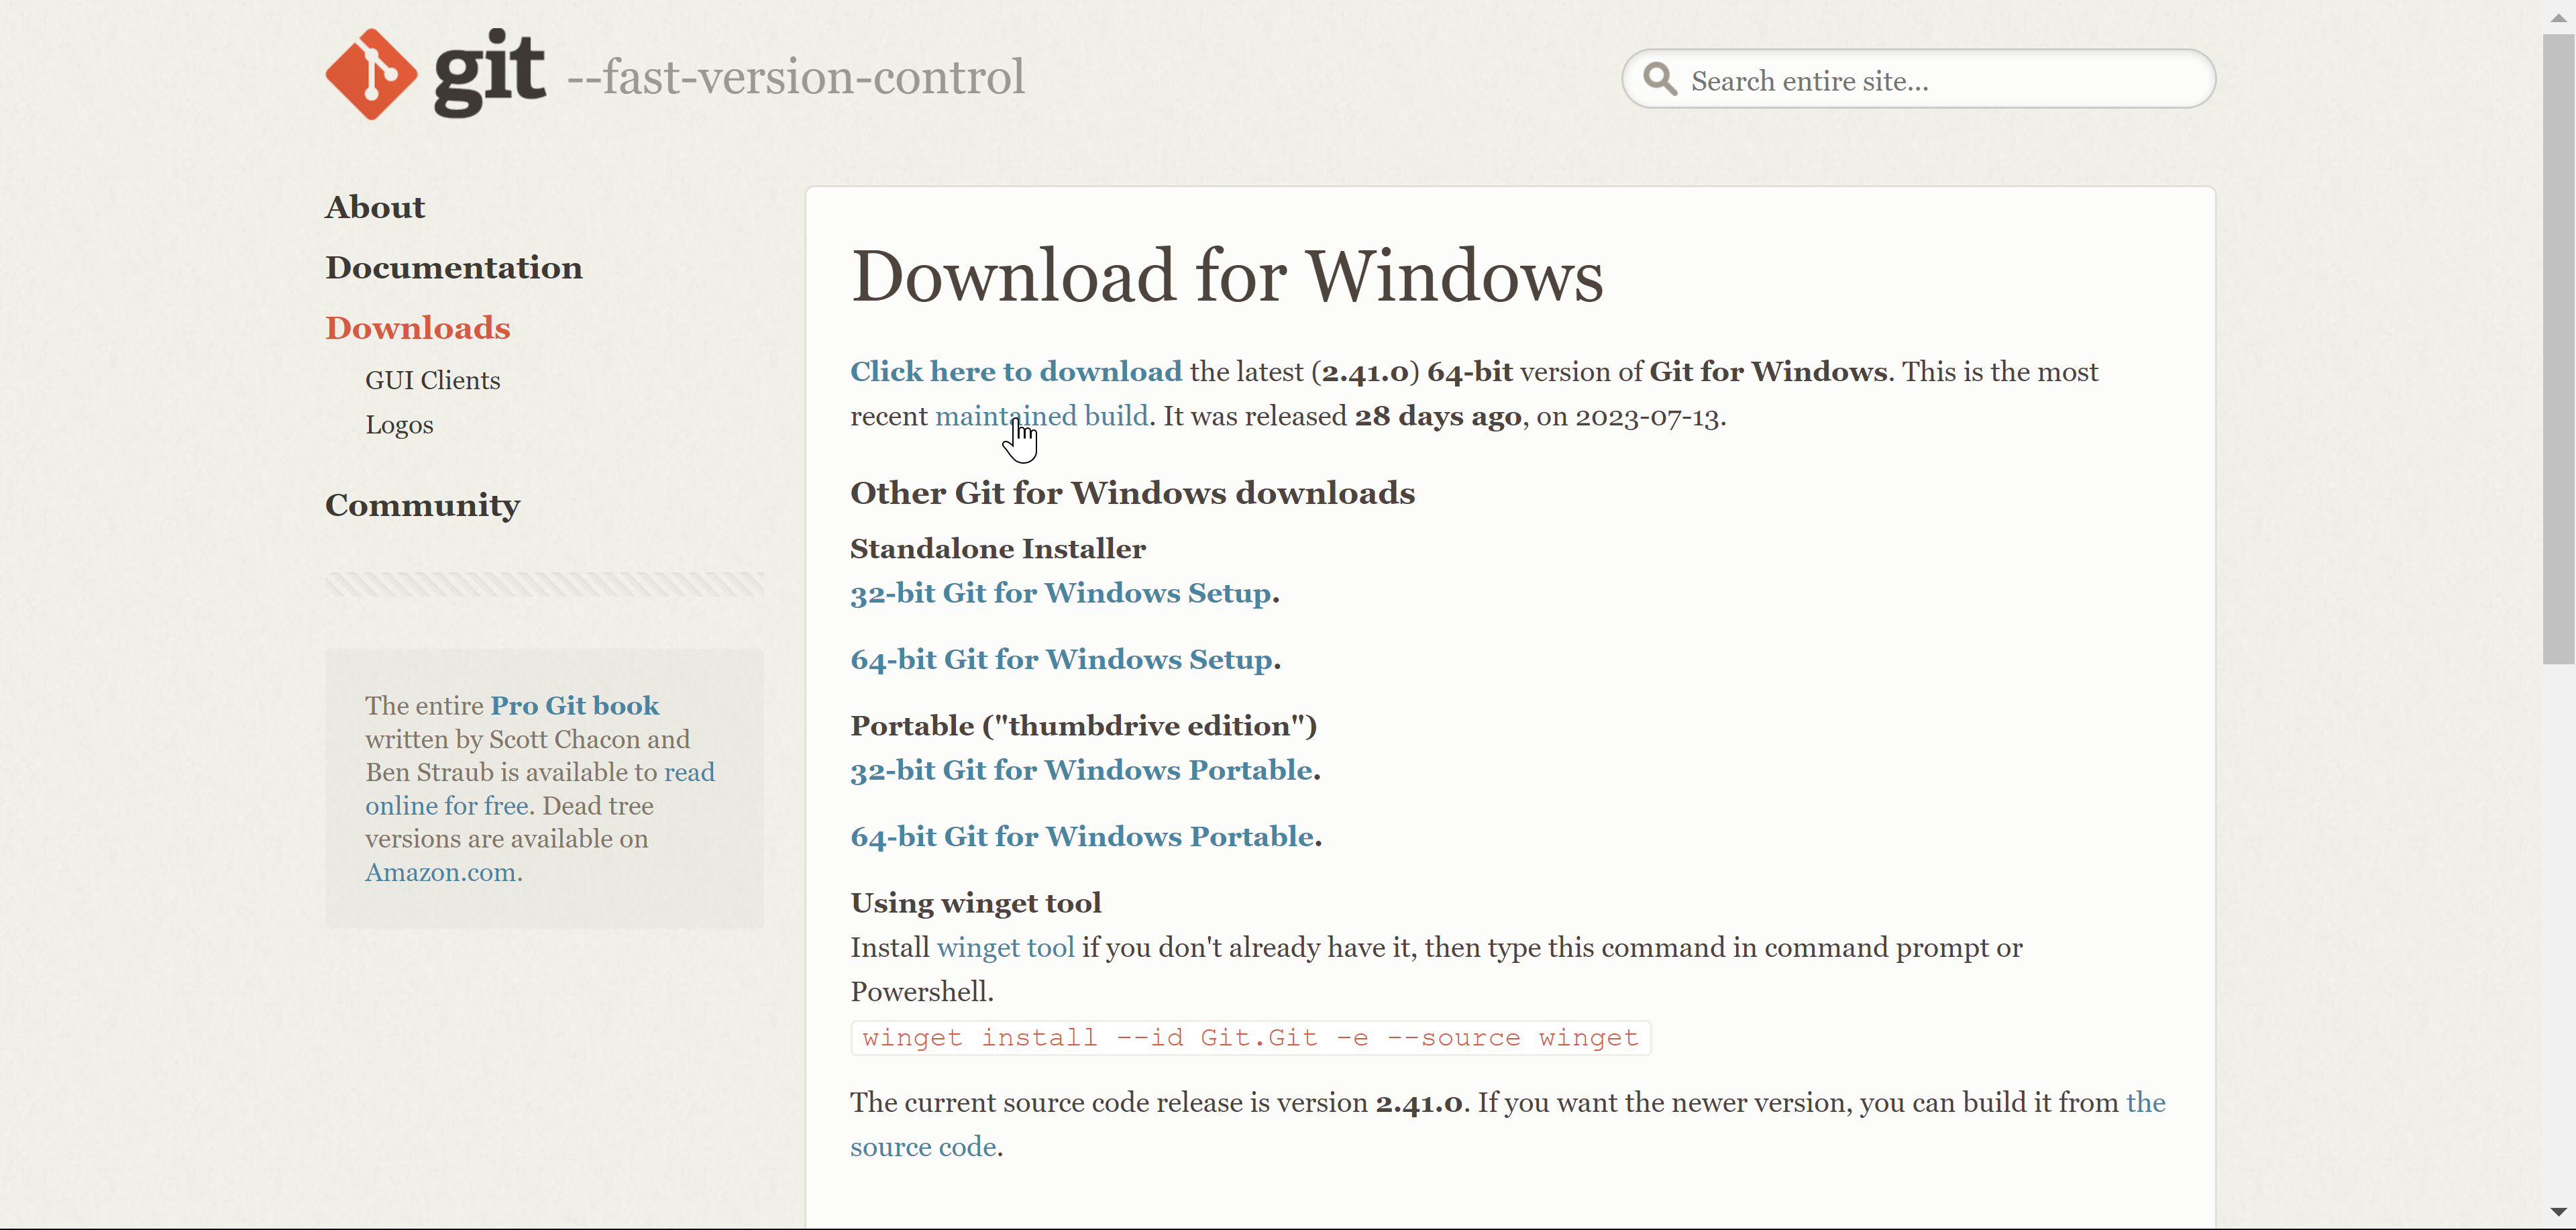 git --fast-version-control
Search entire site...
About
Documentation
Downloads
GUI Clients
Logos
Community
The entire Pro Git book
written by Scott Chacon and
Ben Straub is available to read
online for free. Dead tree
versions are available on
Amazon.com.
Download for Windows
Click here to download the latest (2.41.0) 64-bit version of Git for Windows. This is the most
recent maintained build. It was released 28 days ago, on 2023-07-13.
Other Git for Windows downloads
Standalone Installer
32-bit Git for Windows Setup.
64-bit Git for Windows Setup.
Portable ("thumbdrive edition")
32-bit Git for Windows Portable.
64-bit Git for Windows Portable.
Using winget tool
Install winget tool if you don't already have it, then type this command in command prompt or
Powershell.
winget install --id Git.Git -e --source winget
The current source code release is version 2.41.0. If you want the newer version, you can build it from the
source code.